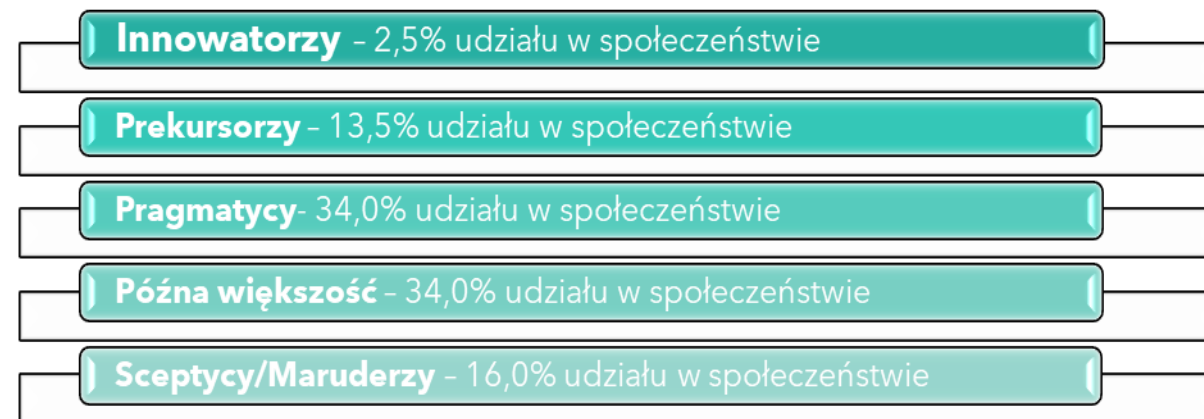 Innowatorzy – 2,5% udziału w społeczeństwie
Prekursorzy – 13,5% udziału w społeczeństwie
Pragmatycy- 34,0% udziału w społeczeństwie
Późna większość – 34,0% udziału w społeczeństwie
Sceptycy/Maruderzy – 16,0% udziału w społeczeństwie